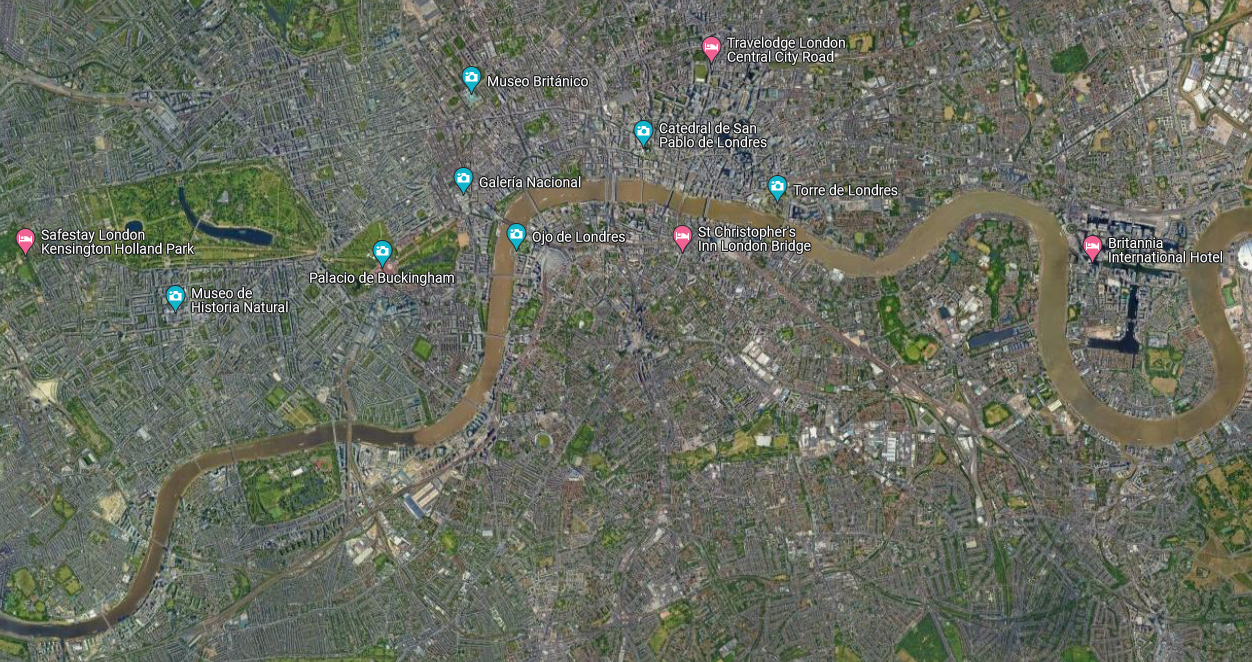 Travelodge London
Central City Road
Museo Británico
Catedral de San
Pablo de Londres
Galería Nacional
Torre de Londres
Safestay London
Kensington Holland Park
Ojo de Londres
St Christopher's
Inn London Bridge
Britannia
International Hotel
Palacio de Buckingham
Museo de
Historia Natural